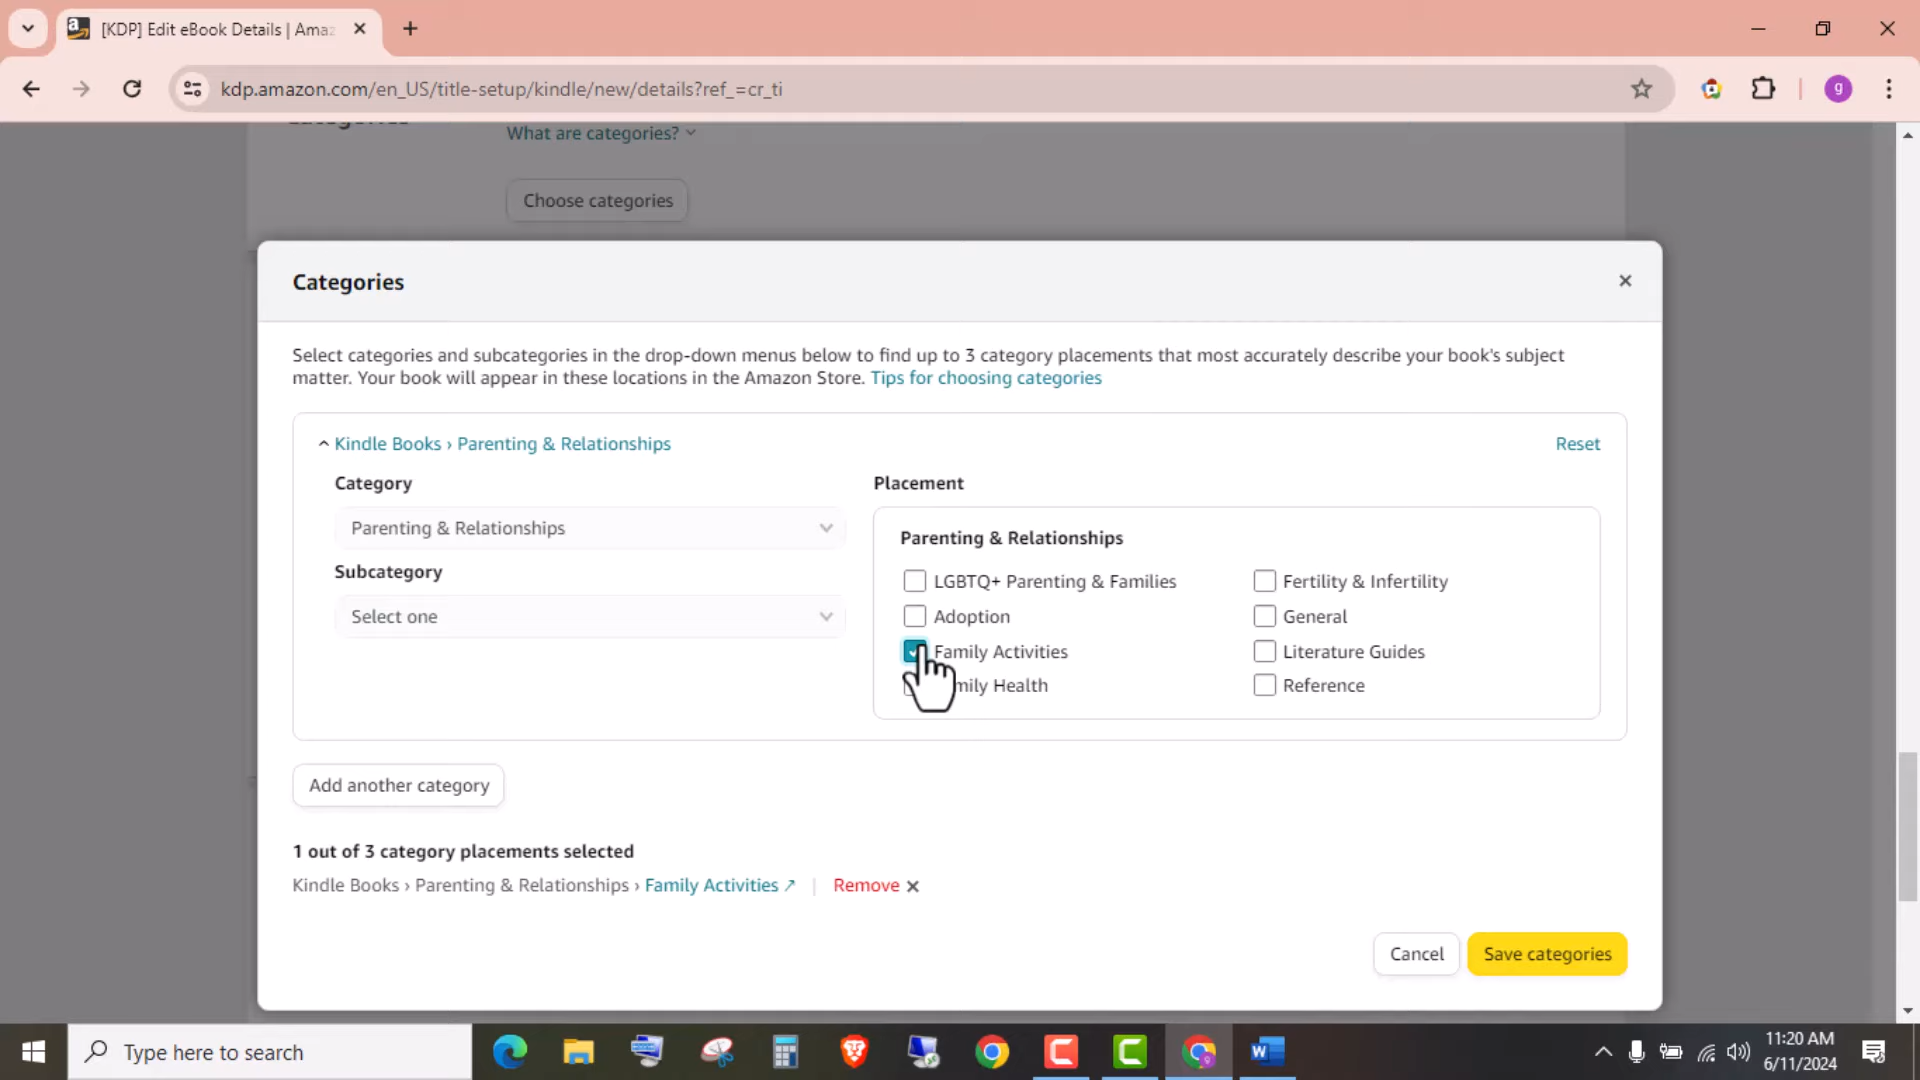 [KDP] Edit eBook Details | Ama
kdp.amazon.com/en_US/title-setup/kindle/new/details?ref_=cr_ti
g
What are categories?
Choose categories
Categories
Select categories and subcategories in the drop-down menus below to find up to 3 category placements that most accurately describe your book's subject
matter. Your book will appear in these locations in the Amazon Store. Tips for choosing categories
Kindle Books › Parenting & Relationships
Reset
Category
Placement
Parenting & Relationships
Parenting & Relationships
Subcategory
Select one
LGBTQ+ Parenting & Families
Fertility & Infertility
Adoption
General
Family Activities
Literature Guides
mily Health
Reference
Add another category
1 out of 3 category placements selected
Kindle Books › Parenting & Relationships › Family Activities ↗ | Remove ×
Cancel
Save categories
Type here to search
11:20 AM
6/11/2024